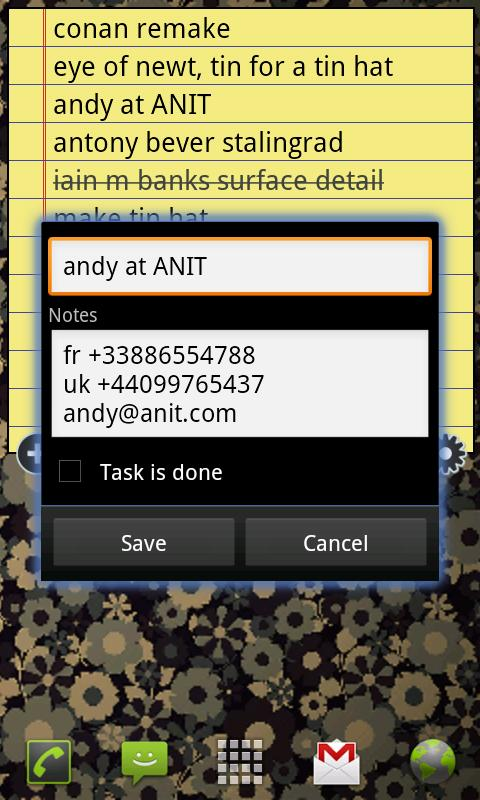 conan remake
eye of newt, tin for a tin hat
andy at ANIT
antony bever stalingrad
iain m banks surface detail
make tin hat
andy at ANIT
Notes
fr +33886554788
uk +44099765437
andy@anit.com
Task is done
Save
Cancel